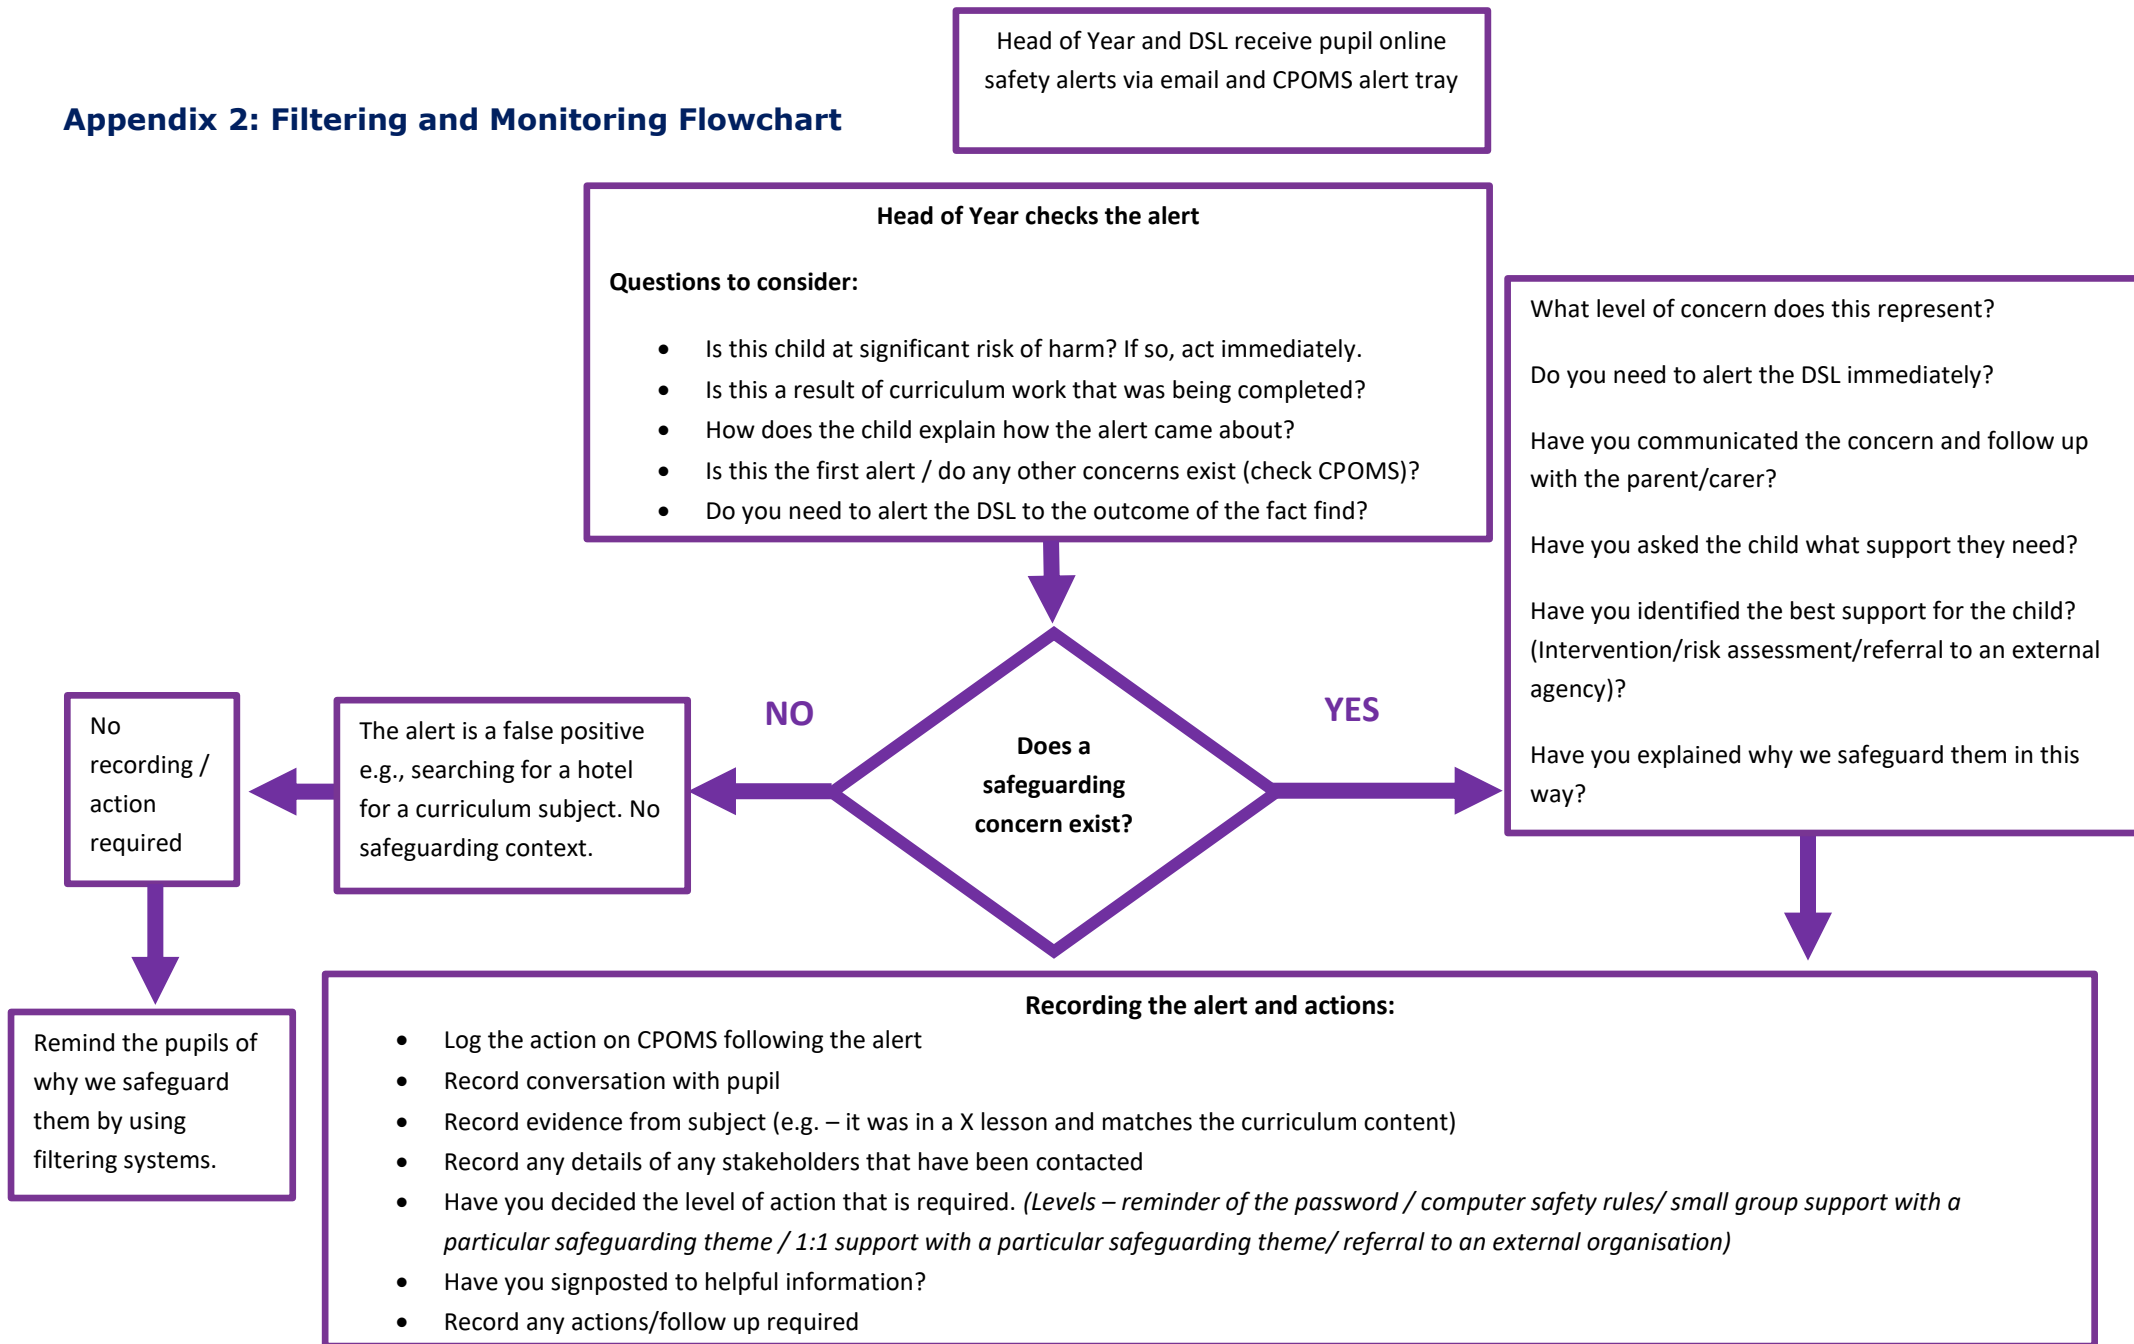 Head of Year and DSL receive pupil online
safety alerts via email and CPOMS alert tray
Appendix 2: Filtering and Monitoring Flowchart
Head of Year checks the alert
Questions to consider:
• Is this child at significant risk of harm? If so, act immediately.
• Is this a result of curriculum work that was being completed?
• How does the child explain how the alert came about?
• Is this the first alert / do any other concerns exist (check CPOMS)?
• Do you need to alert the DSL to the outcome of the fact find?
What level of concern does this represent?
Do you need to alert the DSL immediately?
Have you communicated the concern and follow up
with the parent/carer?
Have you asked the child what support they need?
Have you identified the best support for the child?
(Intervention/risk assessment/referral to an external
agency)?
Have you explained why we safeguard them in this
way?
Does a
safeguarding
concern exist?
NO
YES
The alert is a false positive
e.g., searching for a hotel
for a curriculum subject. No
safeguarding context.
No
recording /
action
required
Remind the pupils of
why we safeguard
them by using
filtering systems.
Recording the alert and actions:
• Log the action on CPOMS following the alert
• Record conversation with pupil
• Record evidence from subject (e.g. – it was in a X lesson and matches the curriculum content)
• Record any details of any stakeholders that have been contacted
• Have you decided the level of action that is required. (Levels – reminder of the password / computer safety rules/ small group support with a
particular safeguarding theme / 1:1 support with a particular safeguarding theme/ referral to an external organisation)
• Have you signposted to helpful information?
• Record any actions/follow up required